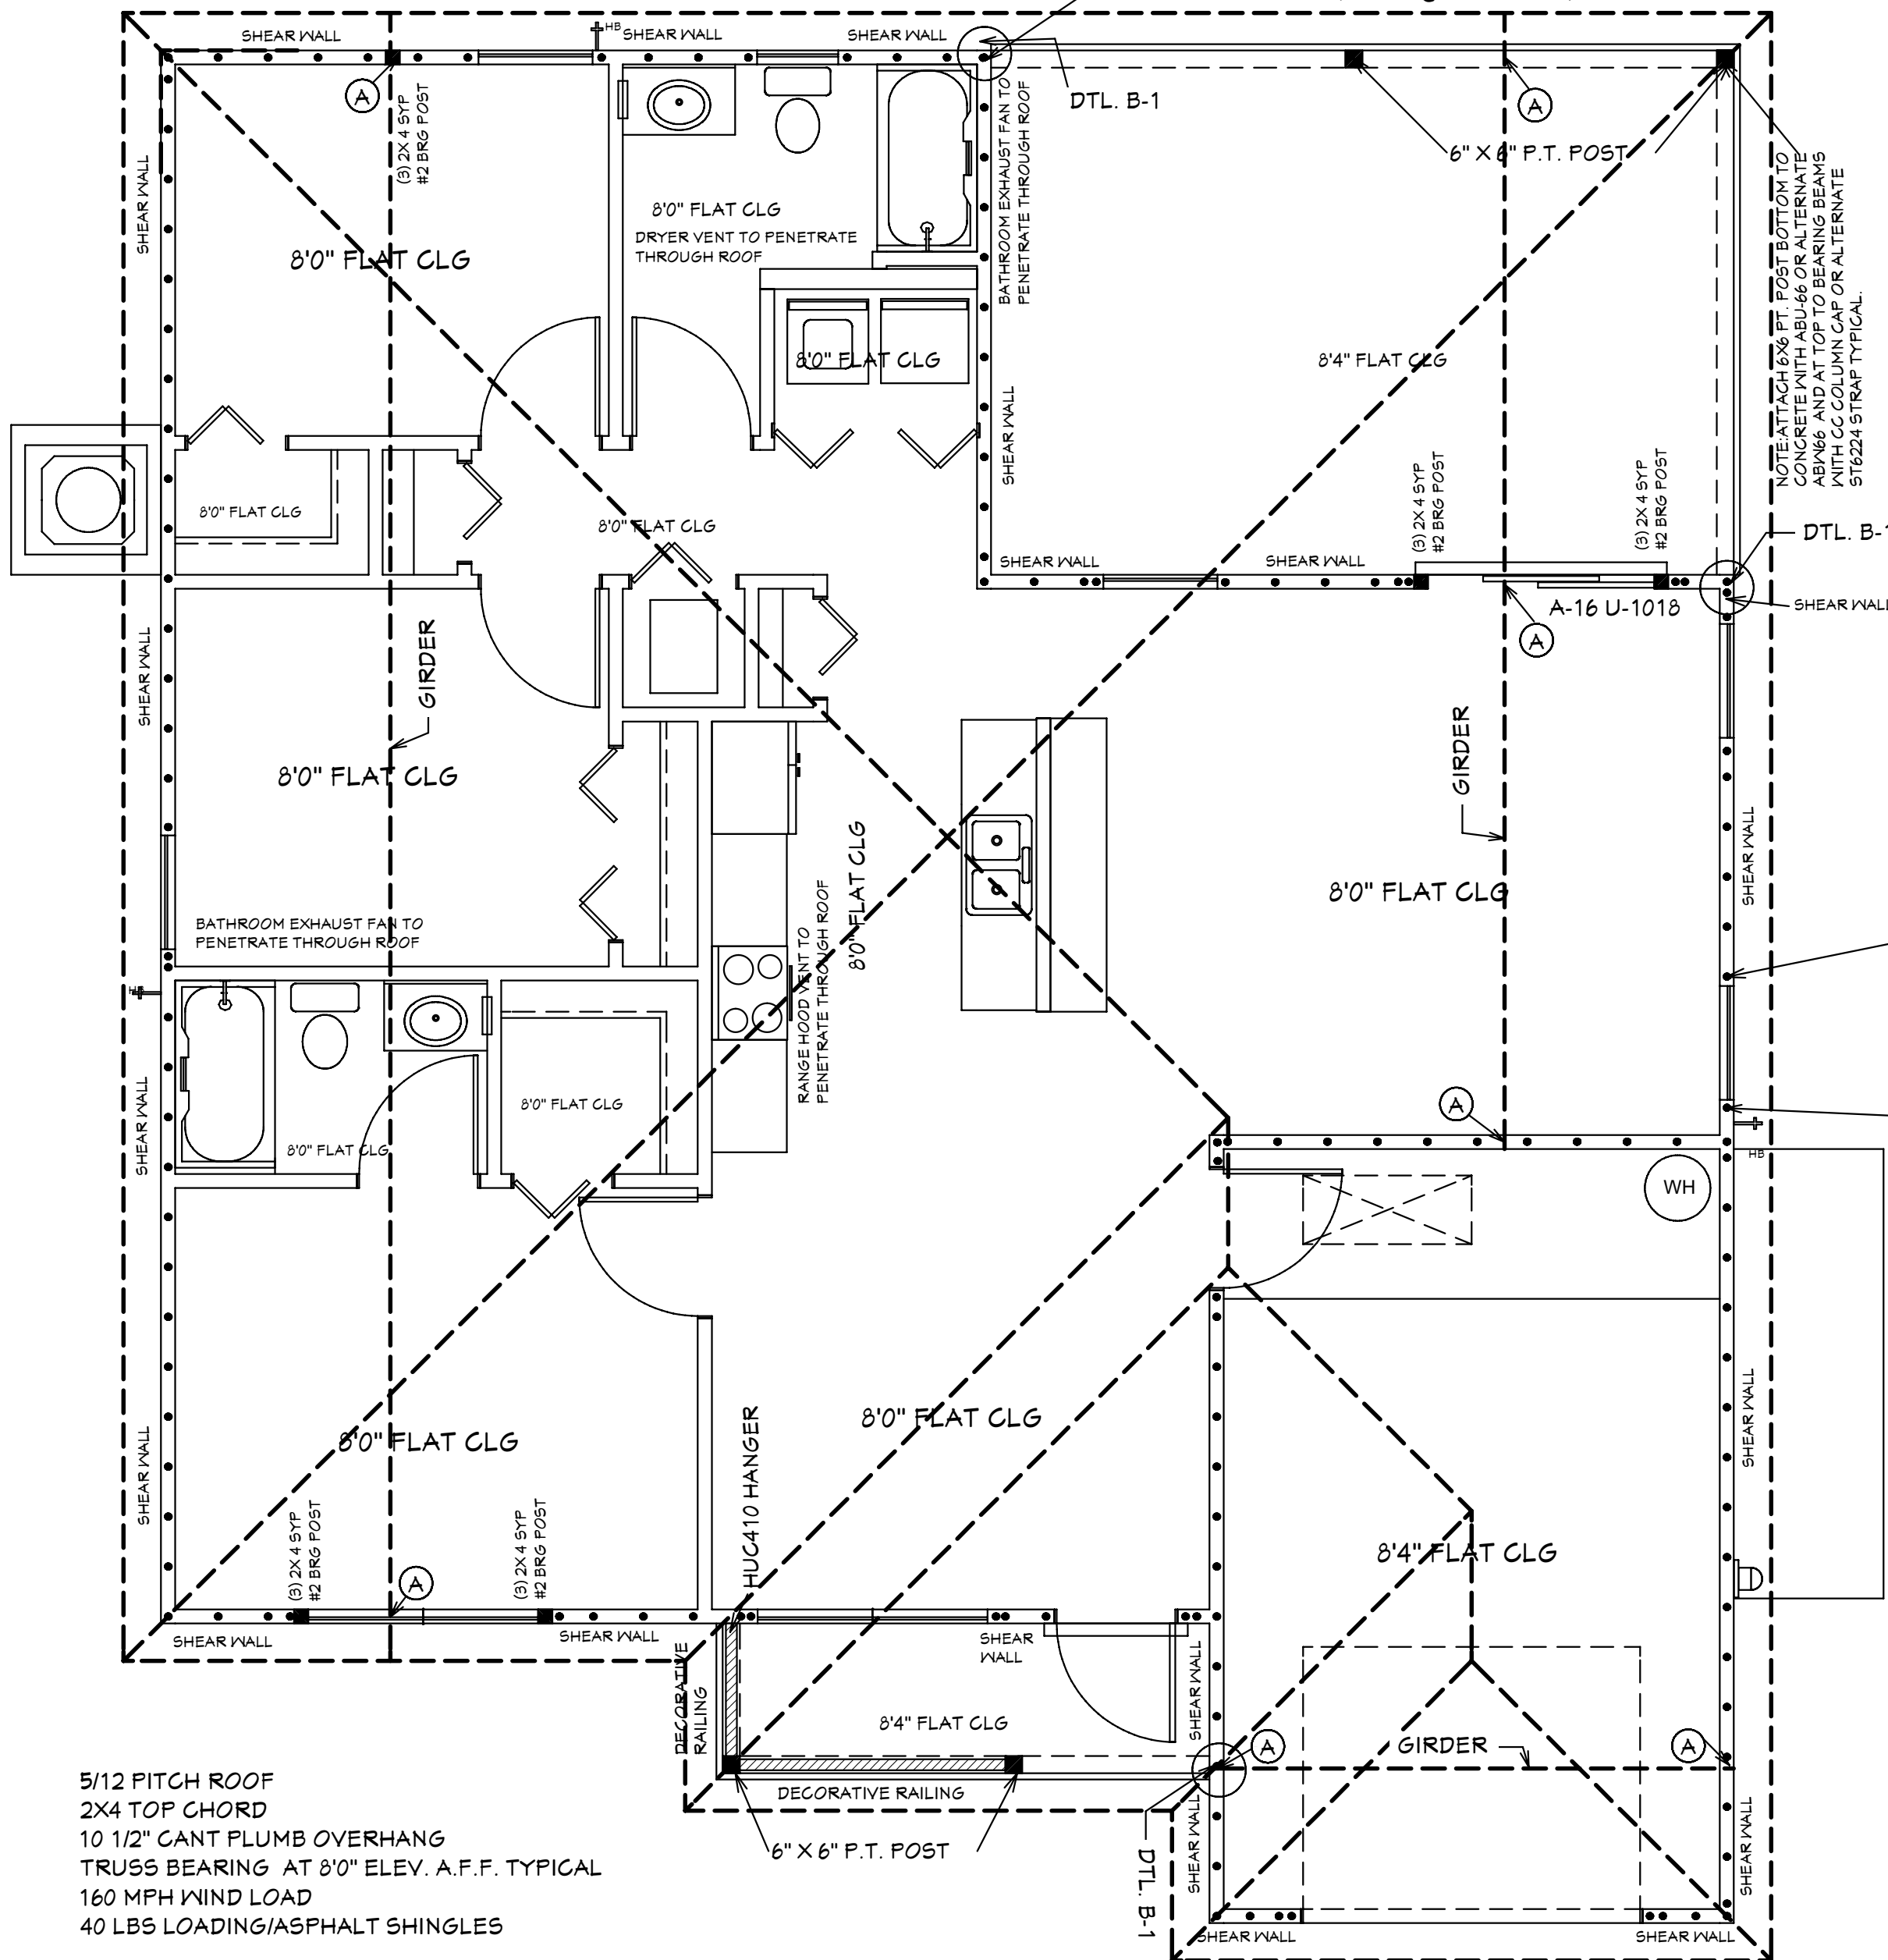 SHEAR WALL
HB
SHEAR WALL
SHEAR WALL
A
(3) 2X4 SYP
#2 BRG POST
DTL. B-1
A
6" X 6" P.T. POST
BATHROOM EXHAUST FAN TO
PENETRATE THROUGH ROOF
NOTE:ATTACH 6X6 PT. POST BOTTOM TO
CONCRETE WITH ABU-66 OR ALTERNATE
ABW66 AND AT TOP TO BEARING BEAMS
WITH CC COLUMN CAP OR ALTERNATE
ST6224 STRAP TYPICAL.
SHEAR WALL
8'0" FLAT CLG
8'0" FLAT CLG
DRYER VENT TO PENETRATE
THROUGH ROOF
8'0" FLAT CLG
8'4" FLAT CLG
SHEAR WALL
8'0" FLAT CLG
8'0" FLAT CLG
(3) 2X4 SYP
#2 BRG POST
(3) 2X4 SYP
#2 BRG POST
DTL. B-1
SHEAR WALL
SHEAR WALL
A-16 U-1018
SHEAR WALL
A
SHEAR WALL
GIRDER
GIRDER
8'0" FLAT CLG
8'0" FLAT CLG
8'0" FLAT CLG
SHEAR WALL
BATHROOM EXHAUST FAN TO
PENETRATE THROUGH ROOF
RANGE HOOD VENT TO
PENETRATE THROUGH ROOF
8'0" FLAT CLG
8'0" FLAT CLG
SHEAR WALL
A
HB
WH
8'0" FLAT CLG
8'0" FLAT CLG
SHEAR WALL
SHEAR WALL
HUC410 HANGER
(3) 2X4 SYP
#2 BRG POST
(3) 2X4 SYP
#2 BRG POST
A
8'4" FLAT CLG
SHEAR WALL
SHEAR WALL
SHEAR
WALL
DECORATIVE
RAILING
SHEAR WALL
8'4" FLAT CLG
A
GIRDER
A
DECORATIVE RAILING
6" X 6" P.T. POST
DTL. B-1
SHEAR WALL
SHEAR WALL
SHEAR WALL
SHEAR WALL
5/12 PITCH ROOF
2X4 TOP CHORD
10 1/2" CANT PLUMB OVERHANG
TRUSS BEARING AT 8'0" ELEV. A.F.F. TYPICAL
160 MPH WIND LOAD
40 LBS LOADING/ASPHALT SHINGLES